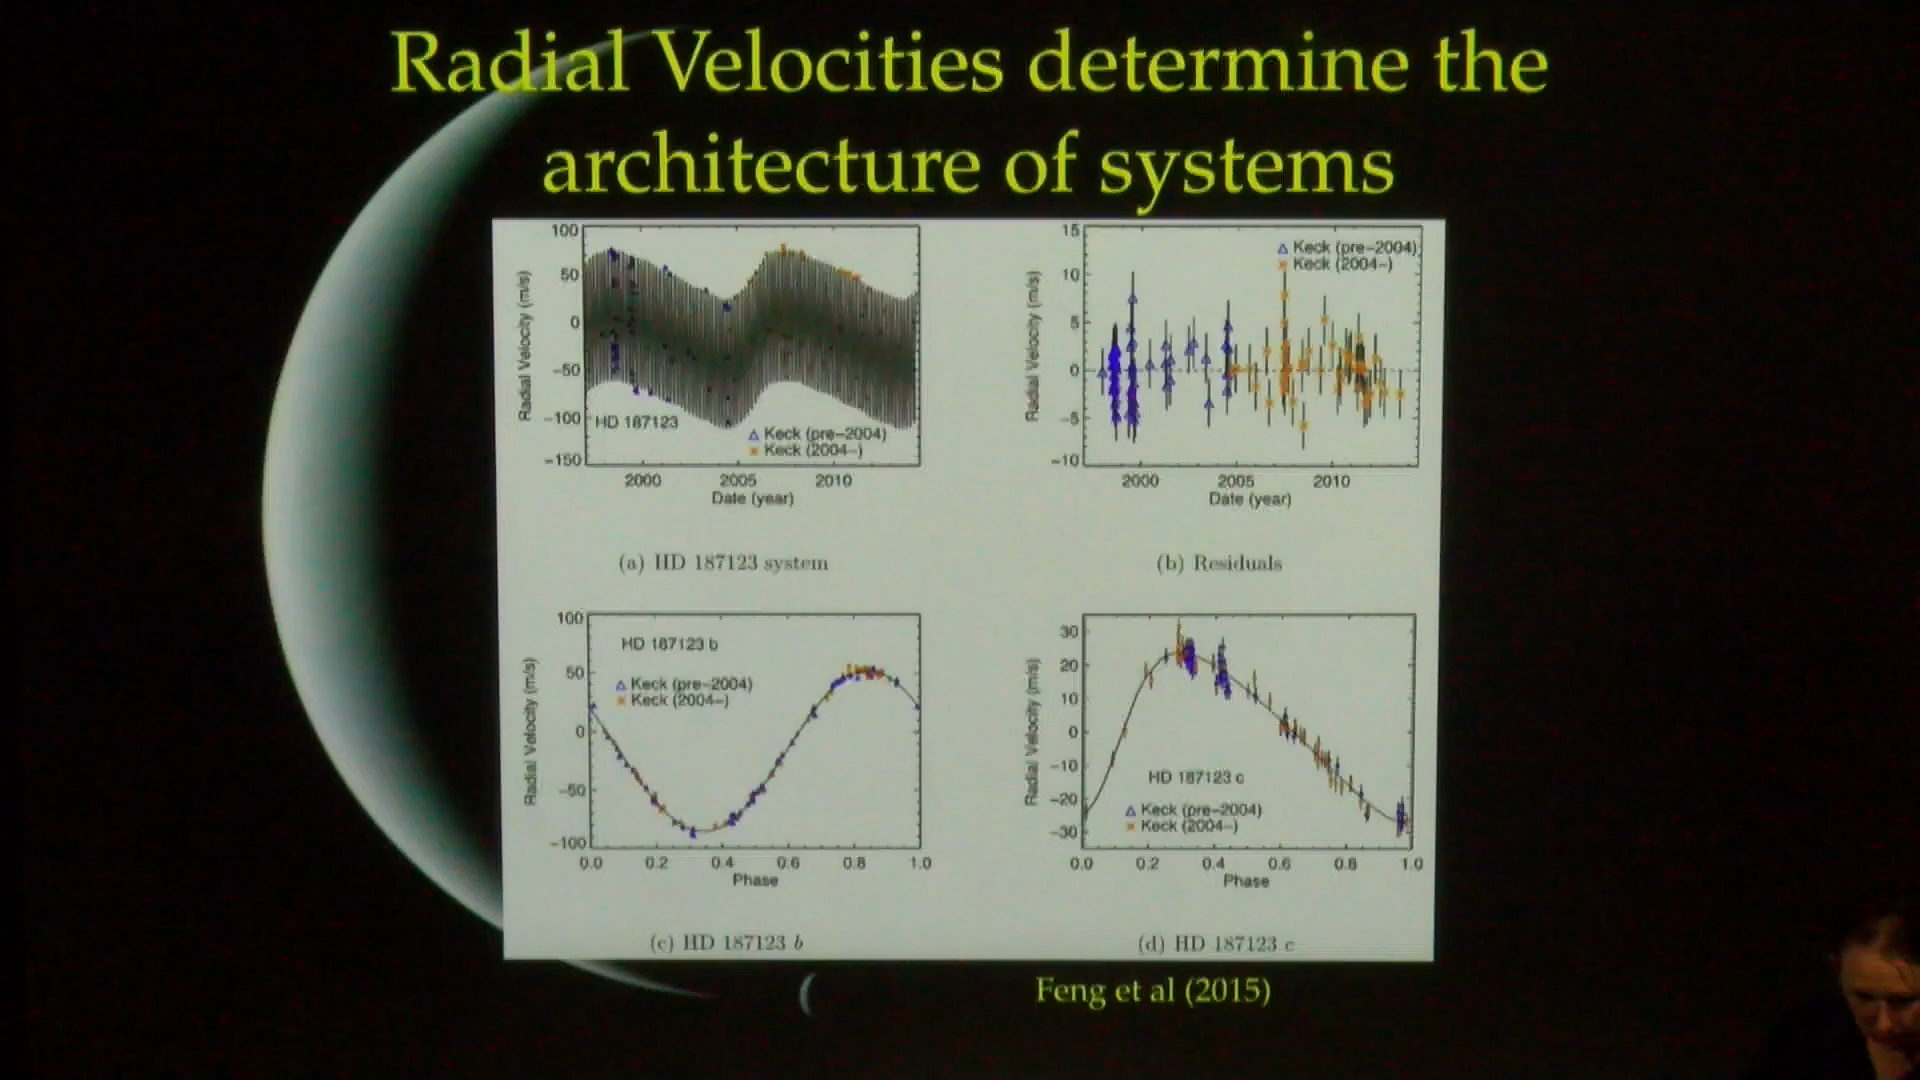 Radial Velocities determine the
architecture of systems
100
50
0
−50
−100
−150
Radial Velocity (m/s)
HD 187123
Keck (pre−2004)
Keck (2004−)
2000 2005 2010
Date (year)
(a) HD 187123 system
15
10
5
0
−5
−10
Radial Velocity (m/s)
Keck (pre−2004)
Keck (2004−)
2000 2005 2010
Date (year)
(b) Residuals
100
50
0
−50
−100
Radial Velocity (m/s)
HD 187123 b
Keck (pre−2004)
Keck (2004−)
0.0 0.2 0.4 0.6 0.8 1.0
Phase
(c) HD 187123 b
30
20
10
0
−10
−20
−30
Radial Velocity (m/s)
HD 187123 c
Keck (pre−2004)
Keck (2004−)
0.0 0.2 0.4 0.6 0.8 1.0
Phase
(d) HD 187123 c
Feng et al (2015)